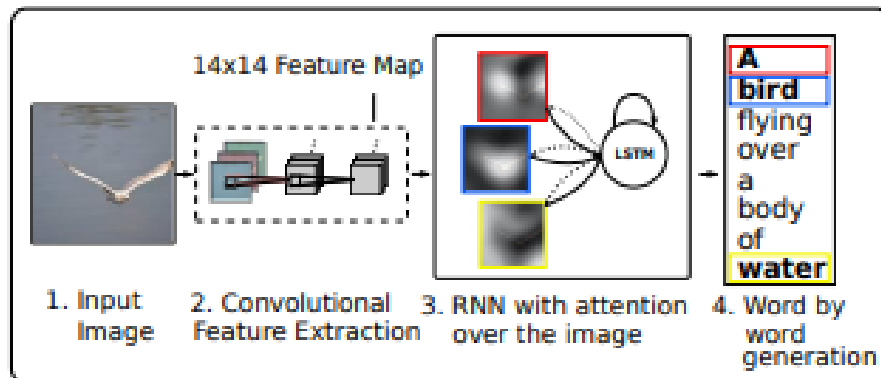 14x14 Feature Map
LSTM
A
bird
flying
over
a
body
of
water
1. Input
Image
2. Convolutional
Feature Extraction
3. RNN with attention
over the image
4. Word by
word
generation